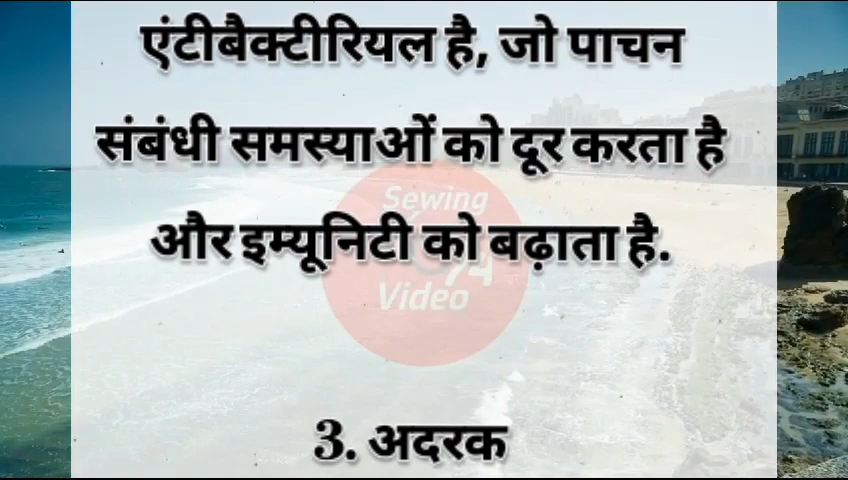 एंटीबैक्टीरियल है, जो पाचन
संबंधी समस्याओं को दूर करता है
Sewing
और इम्यूनिटी को बढ़ाता है.
Video
3. अदरक